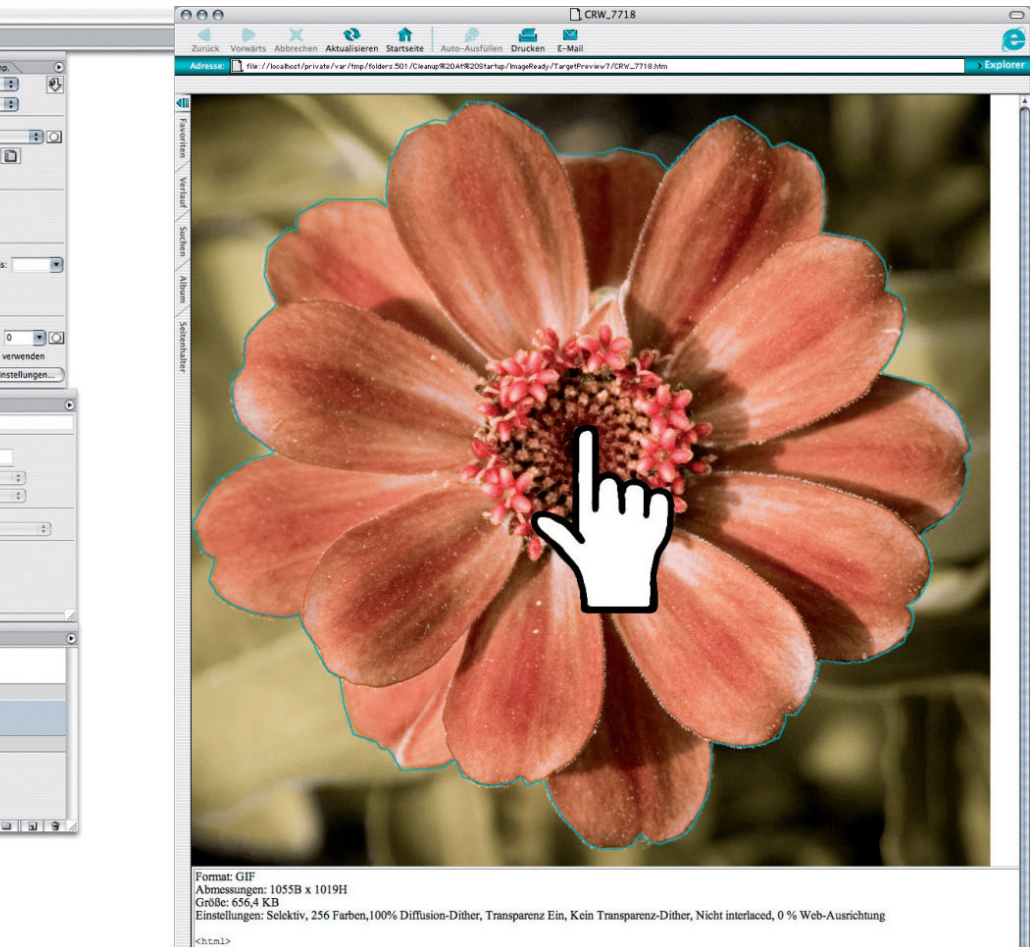 CRW_7718
Zurück Vorwärts Abbrechen Aktualisieren Startseite Auto-Ausfüllen Drucken E-Mail
Adresse: file://localhost/private/var/tmp/folders.501/Cleanup%20At%20Startup/ImageReady/TargetPreview7/CRW_7718.htm Explorer
Favoriten
Verlauf
Suchen
Album
Seitenhalter
0
verwenden
instellungen...
Format: GIF
Abmessungen: 1055B x 1019H
Größe: 656,4 KB
Einstellungen: Selektiv, 256 Farben,100% Diffusion-Dither, Transparenz Ein, Kein Transparenz-Dither, Nicht interlaced, 0 % Web-Ausrichtung
<html>